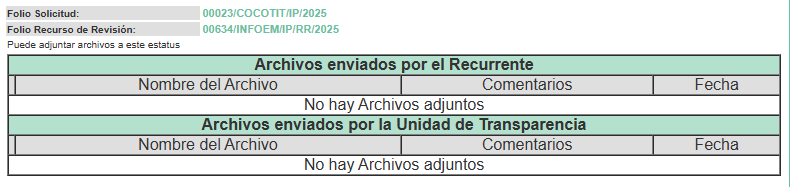 Folio Solicitud: 00023/COCOTIT/IP/2025
Folio Recurso de Revisión: 00634/INFOEM/IP/RR/2025
Puede adjuntar archivos a este estatus
Archivos enviados por el Recurrente
Nombre del Archivo Comentarios Fecha
No hay Archivos adjuntos
Archivos enviados por la Unidad de Transparencia
Nombre del Archivo Comentarios Fecha
No hay Archivos adjuntos